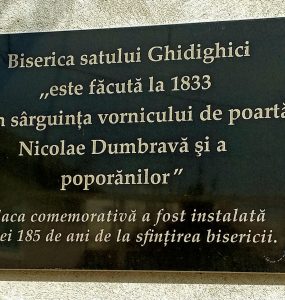 Biserica satului Ghidighici
„este făcută la 1833
sârguința vornicului de poartă
Nicolae Dumbravă şi a
poporănilor”
comemorativă a fost instalată
185 de ani de la sfințirea bisericii.